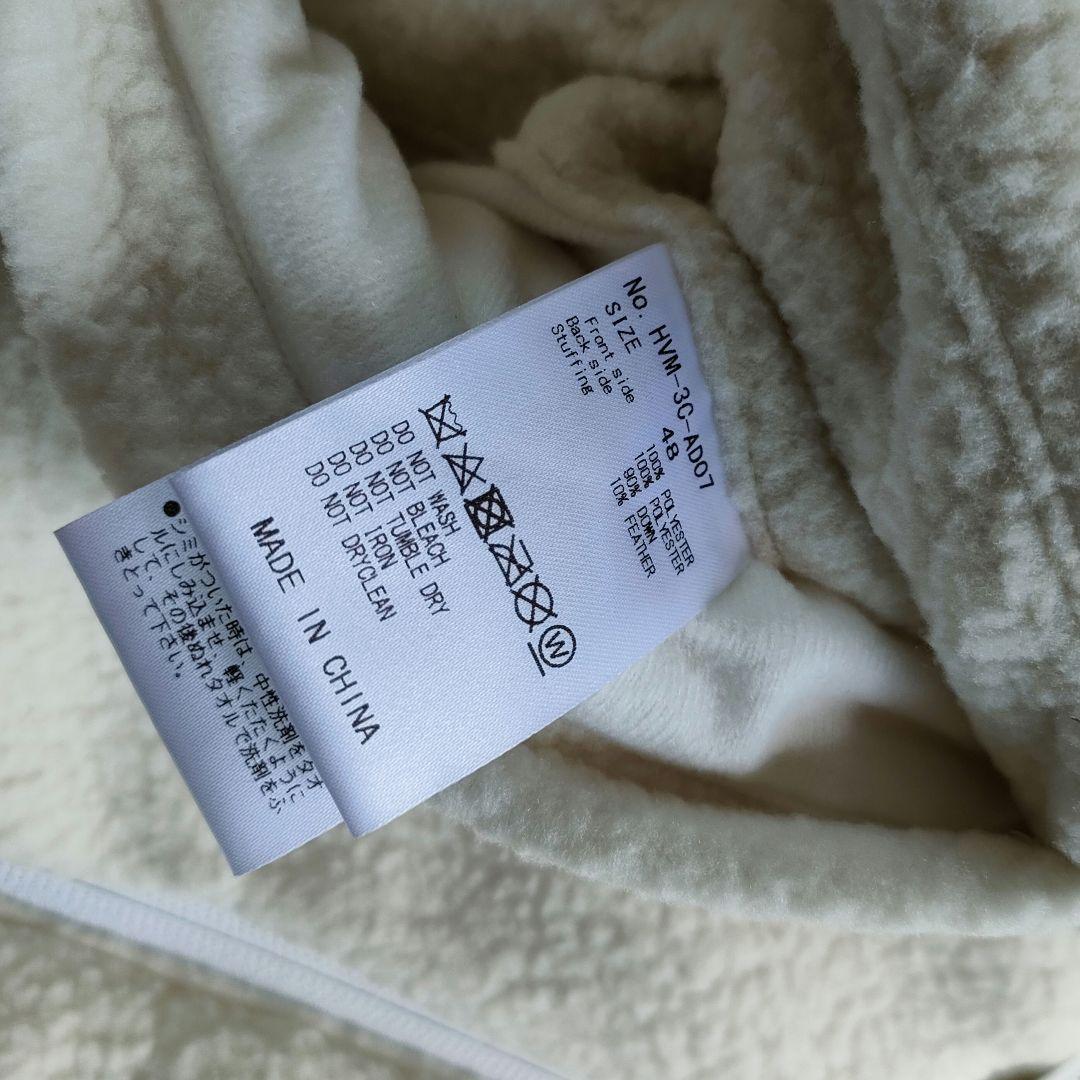 No. HVM-3C-AD07
SIZE 48
Front side 100% POLYESTER
Back side 100% POLYESTER
Stuffing 90% DOWN
10% FEATHER
W
DO NOT WASH
DO NOT BLEACH
DO NOT TUMBLE DRY
DO NOT IRON
DO NOT DRYCLEAN
MADE IN CHINA
●シミがついた時は、中性洗剤をタオ
ルにしみ込ませ、軽くたたくように
して、その後ぬれタオルで洗剤をふ
きとって下さい。